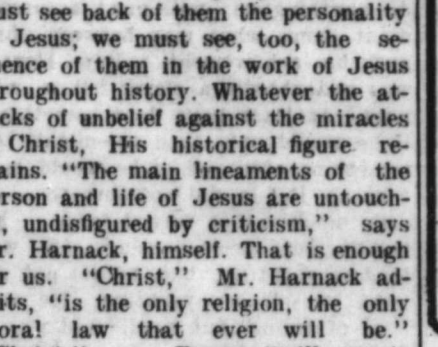 ust see back of them the personality
Jesus; we must see, too, the se-
ence of them in the work of Jesus
roughout history. Whatever the at-
cks of unbelief against the miracles
Christ, His historical figure re-
ains. "The main lineaments of the
rson and life of Jesus are untouch-
, undisfigured by criticism," says
r. Harnack, himself. That is enough
r us. "Christ," Mr. Harnack ad-
its, "is the only religion, the only
oral law that ever will be."